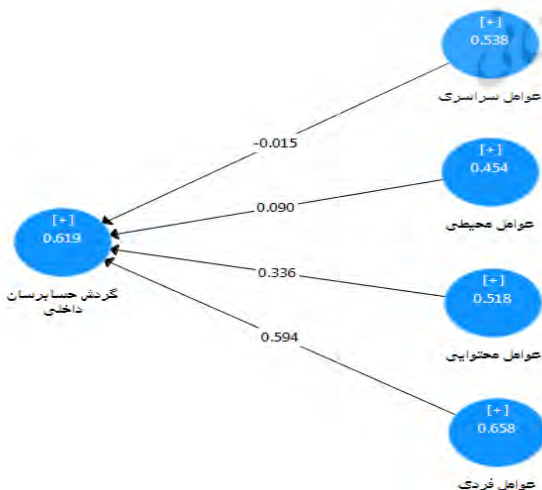 [+]
0.538
عوامل سراسری
-0.015
[+]
0.454
عوامل محیطی
0.090
[+]
0.619
گردش حسابرسان
داخلی
0.336
[+]
0.518
عوامل محتوایی
0.594
[+]
0.658
عوامل فردی